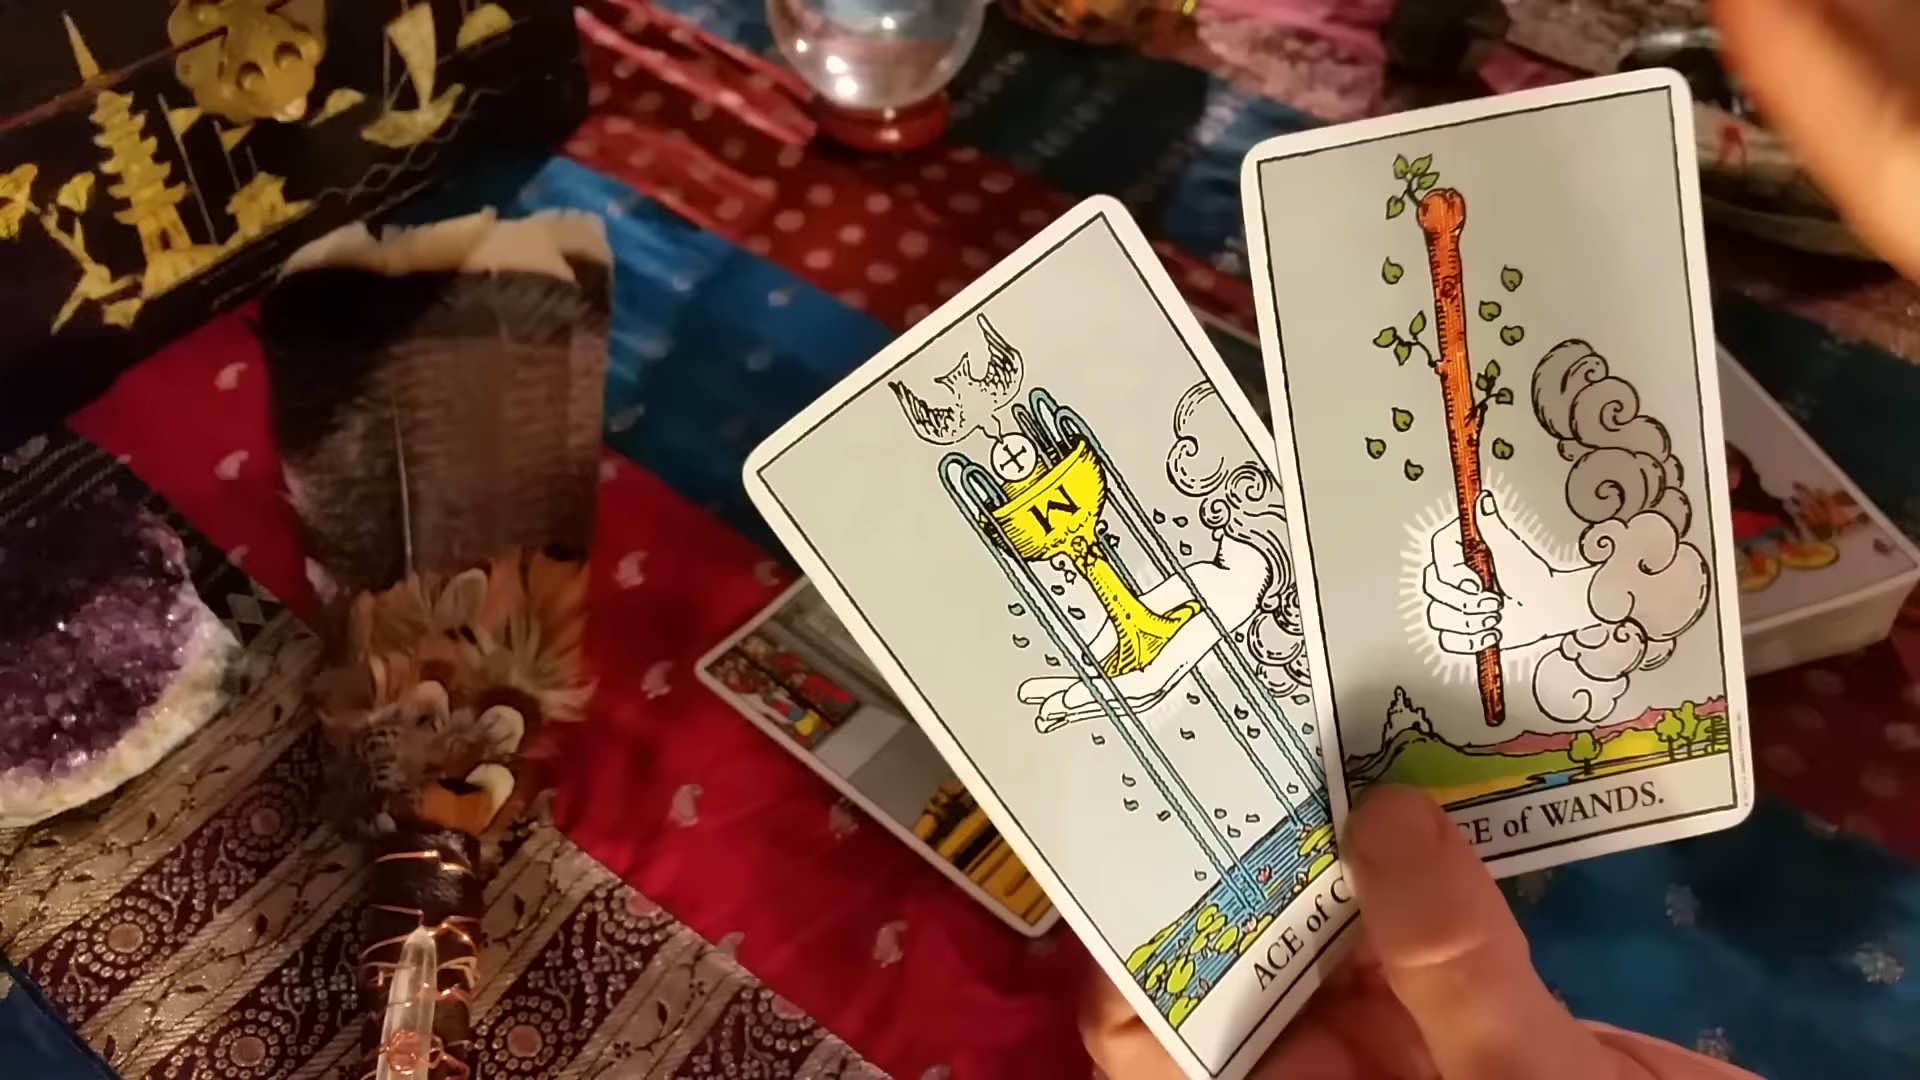 W
ACE of C
CE of WANDS.